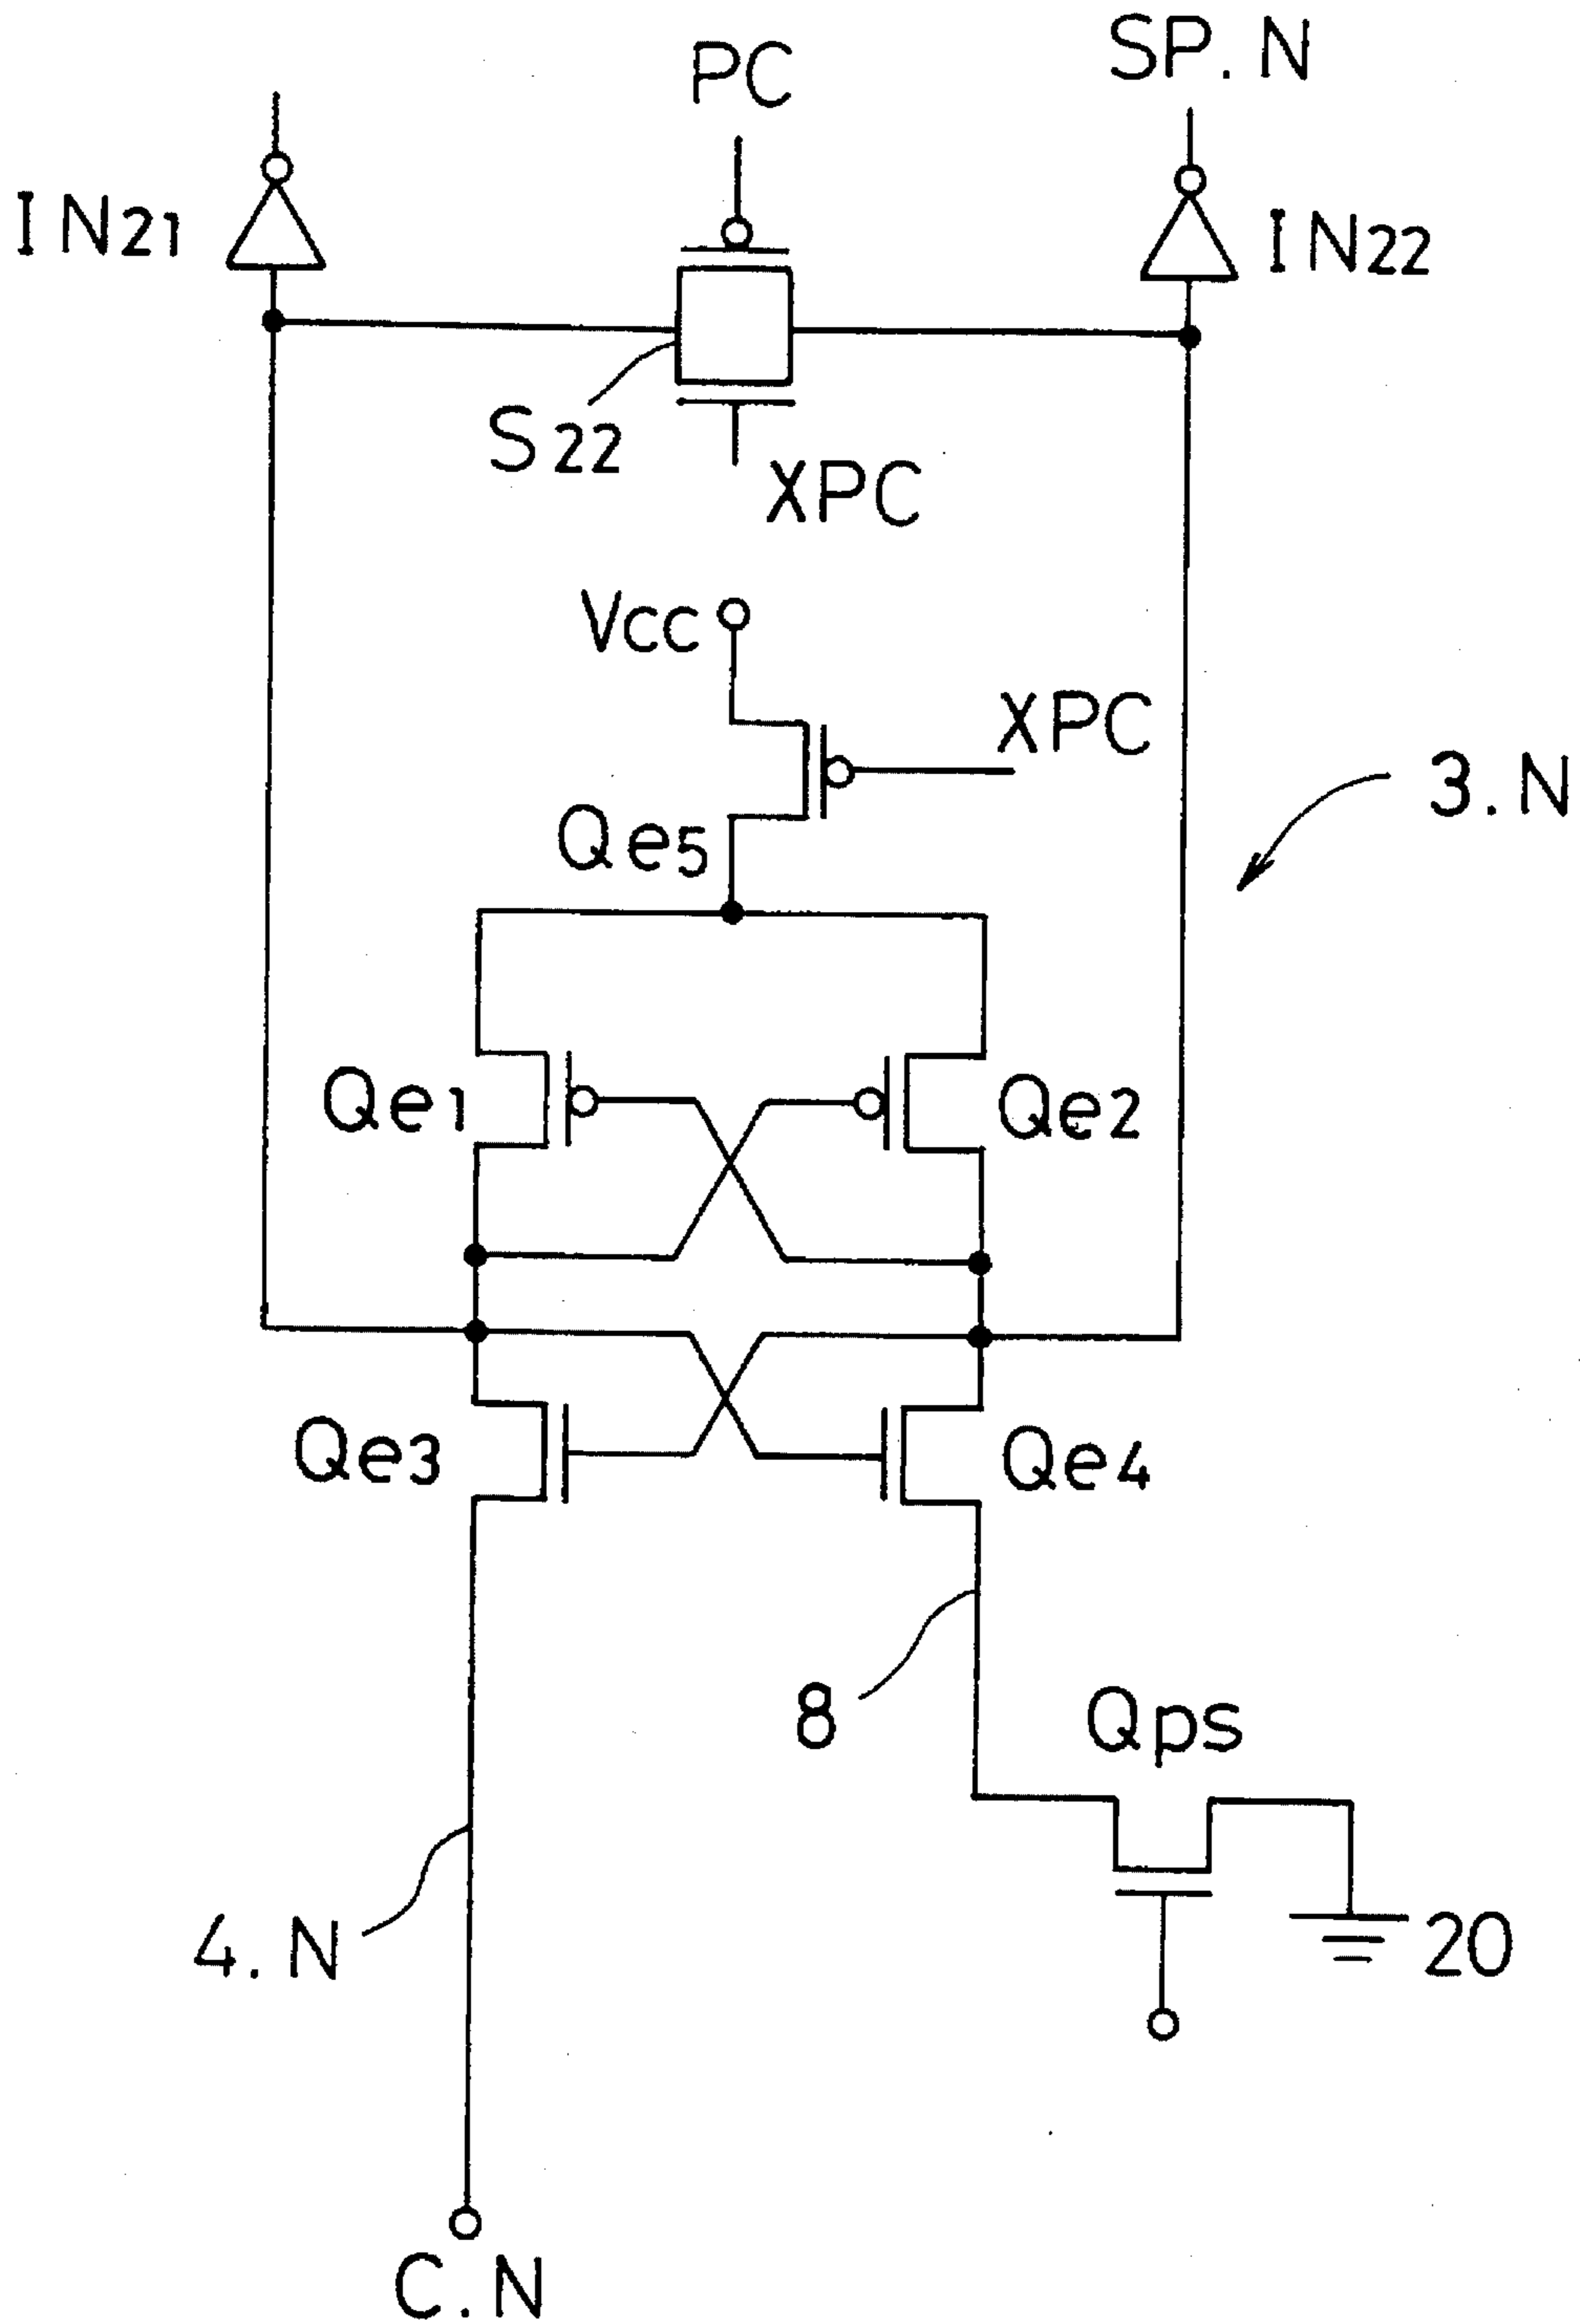 SP.N
PC
IN21
IN22
S22
XPC
Vcc
XPC
3.N
Qe5
Qe1
Qe2
Qe3
Qe4
8
Qps
4.N
20
C.N